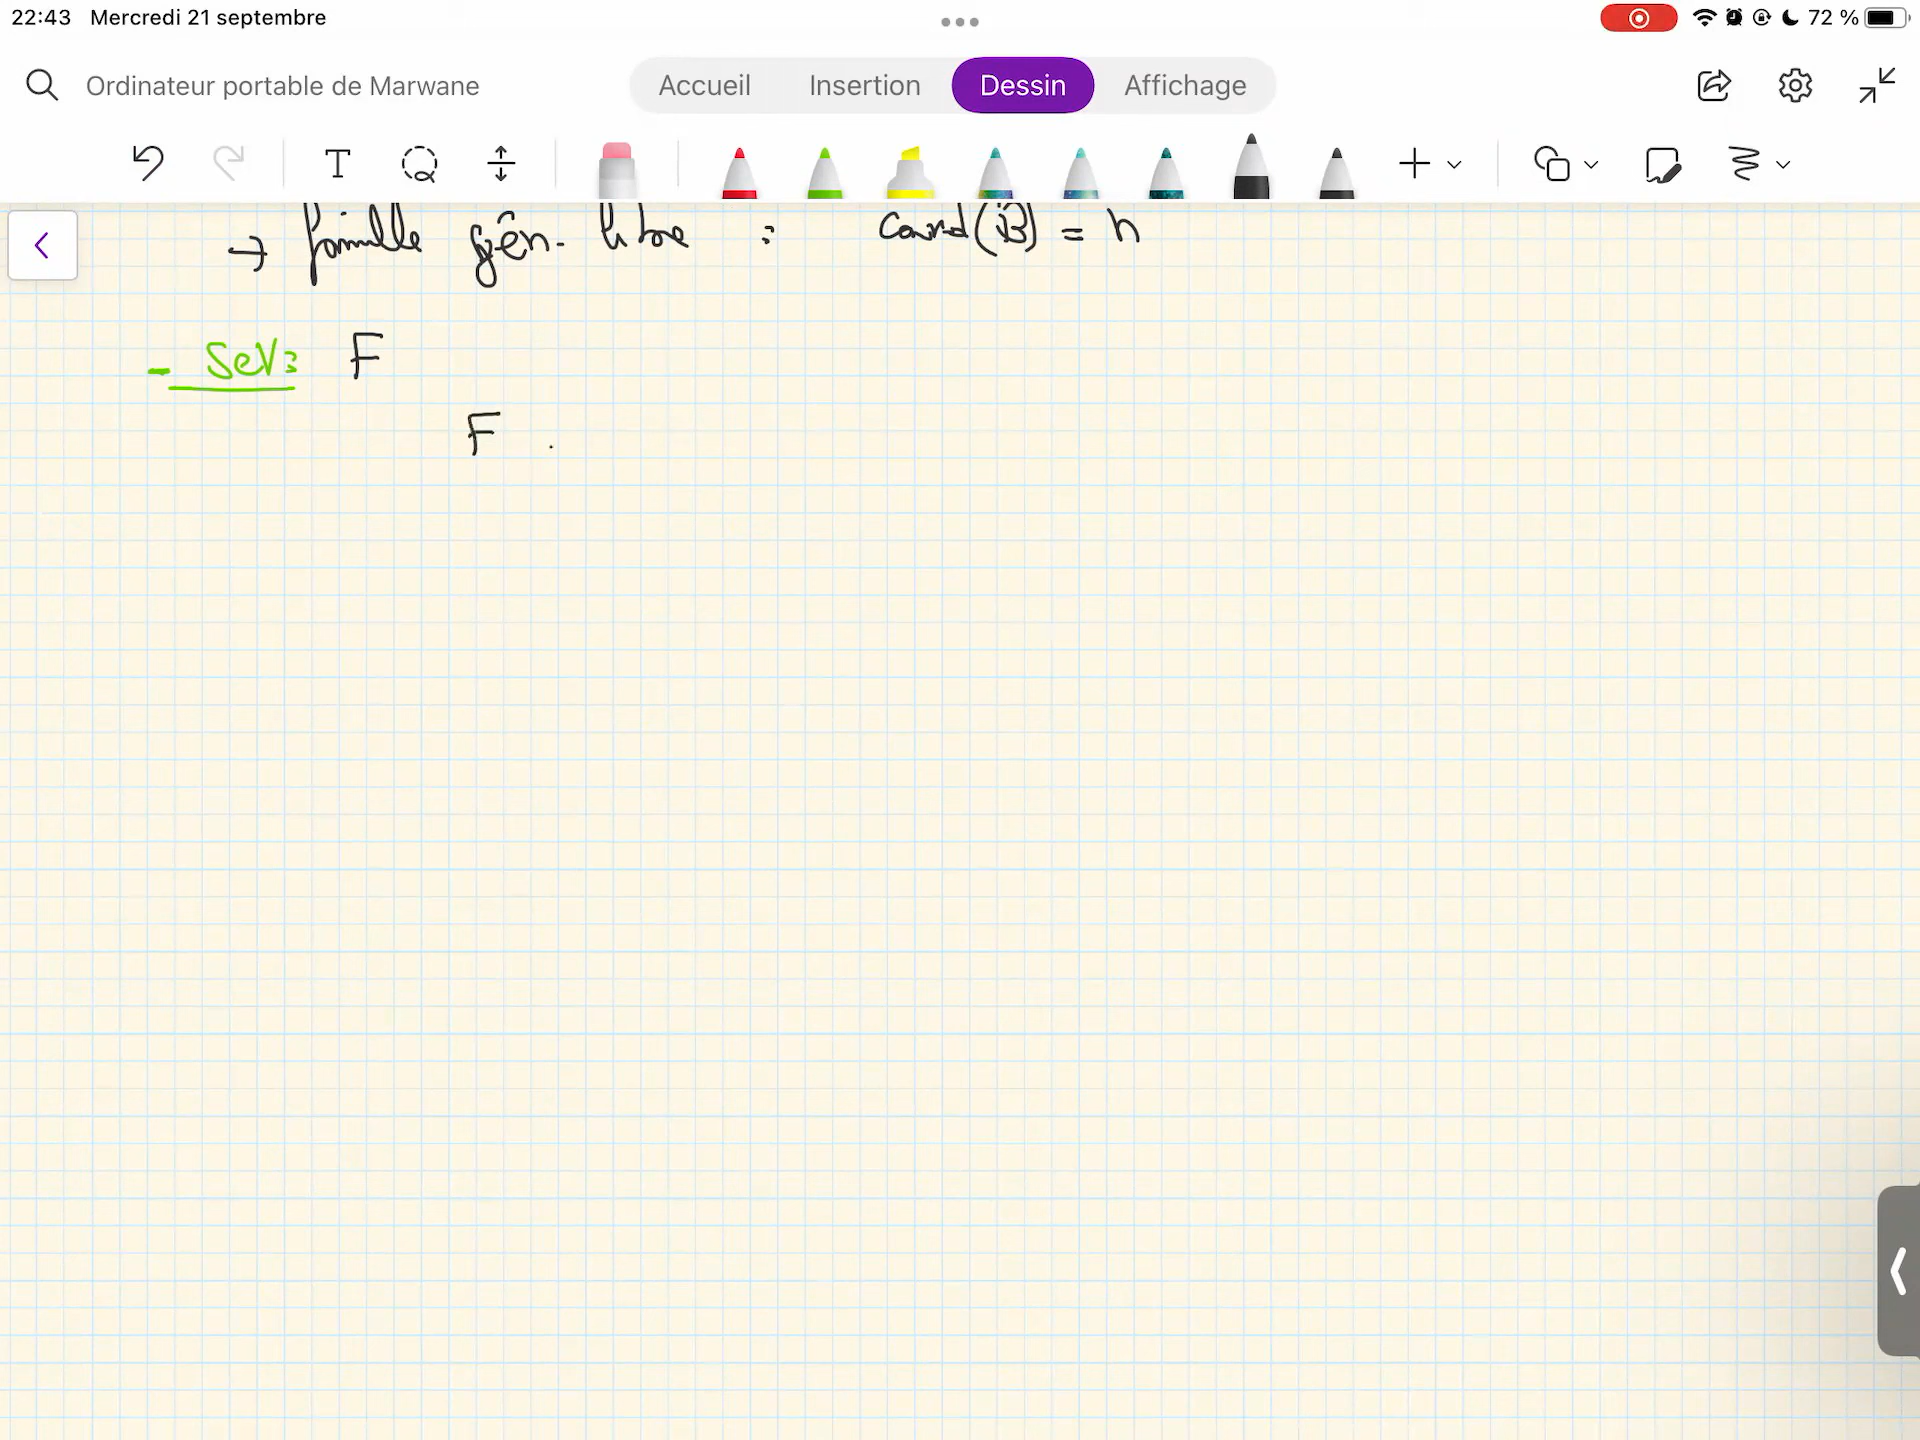 22:43 Mercredi 21 septembre 72 %
Ordinateur portable de Marwane Accueil Insertion Dessin Affichage
T
→ famille gén. libre : Card(B) = n
- SeV: F
F .